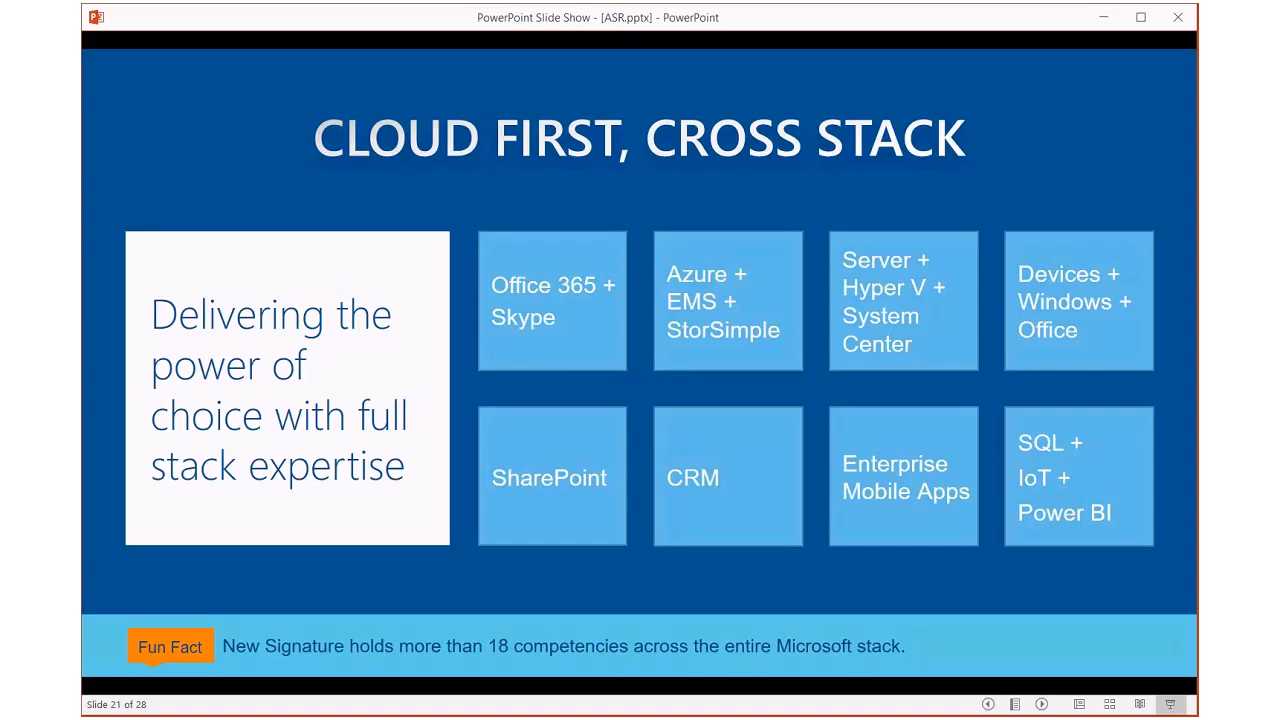 PowerPoint Slide Show - [ASR.pptx] - PowerPoint
CLOUD FIRST, CROSS STACK
Delivering the
power of
choice with full
stack expertise
Office 365 +
Skype
Azure +
EMS +
StorSimple
Server +
Hyper V +
System
Center
Devices +
Windows +
Office
SharePoint
CRM
Enterprise
Mobile Apps
SQL +
IoT +
Power BI
Fun Fact
New Signature holds more than 18 competencies across the entire Microsoft stack.
Slide 21 of 28